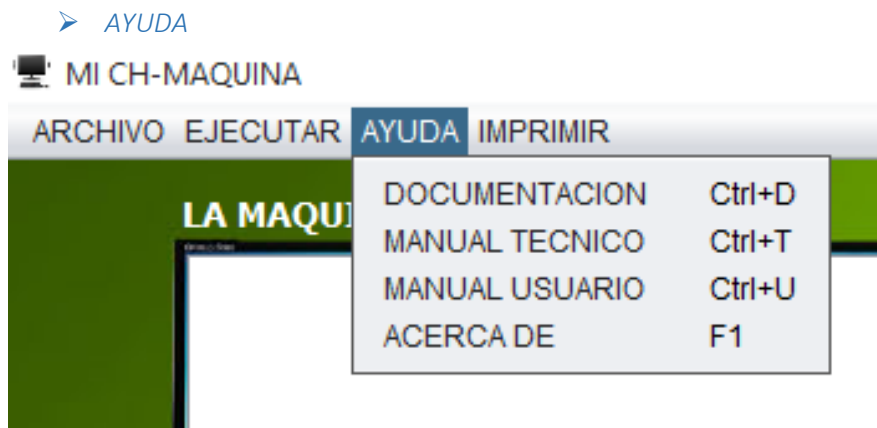 ➢ AYUDA
MI CH-MAQUINA
ARCHIVO EJECUTAR AYUDA IMPRIMIR
LA MAQUI
DOCUMENTACION Ctrl+D
MANUAL TECNICO Ctrl+T
MANUAL USUARIO Ctrl+U
ACERCA DE F1